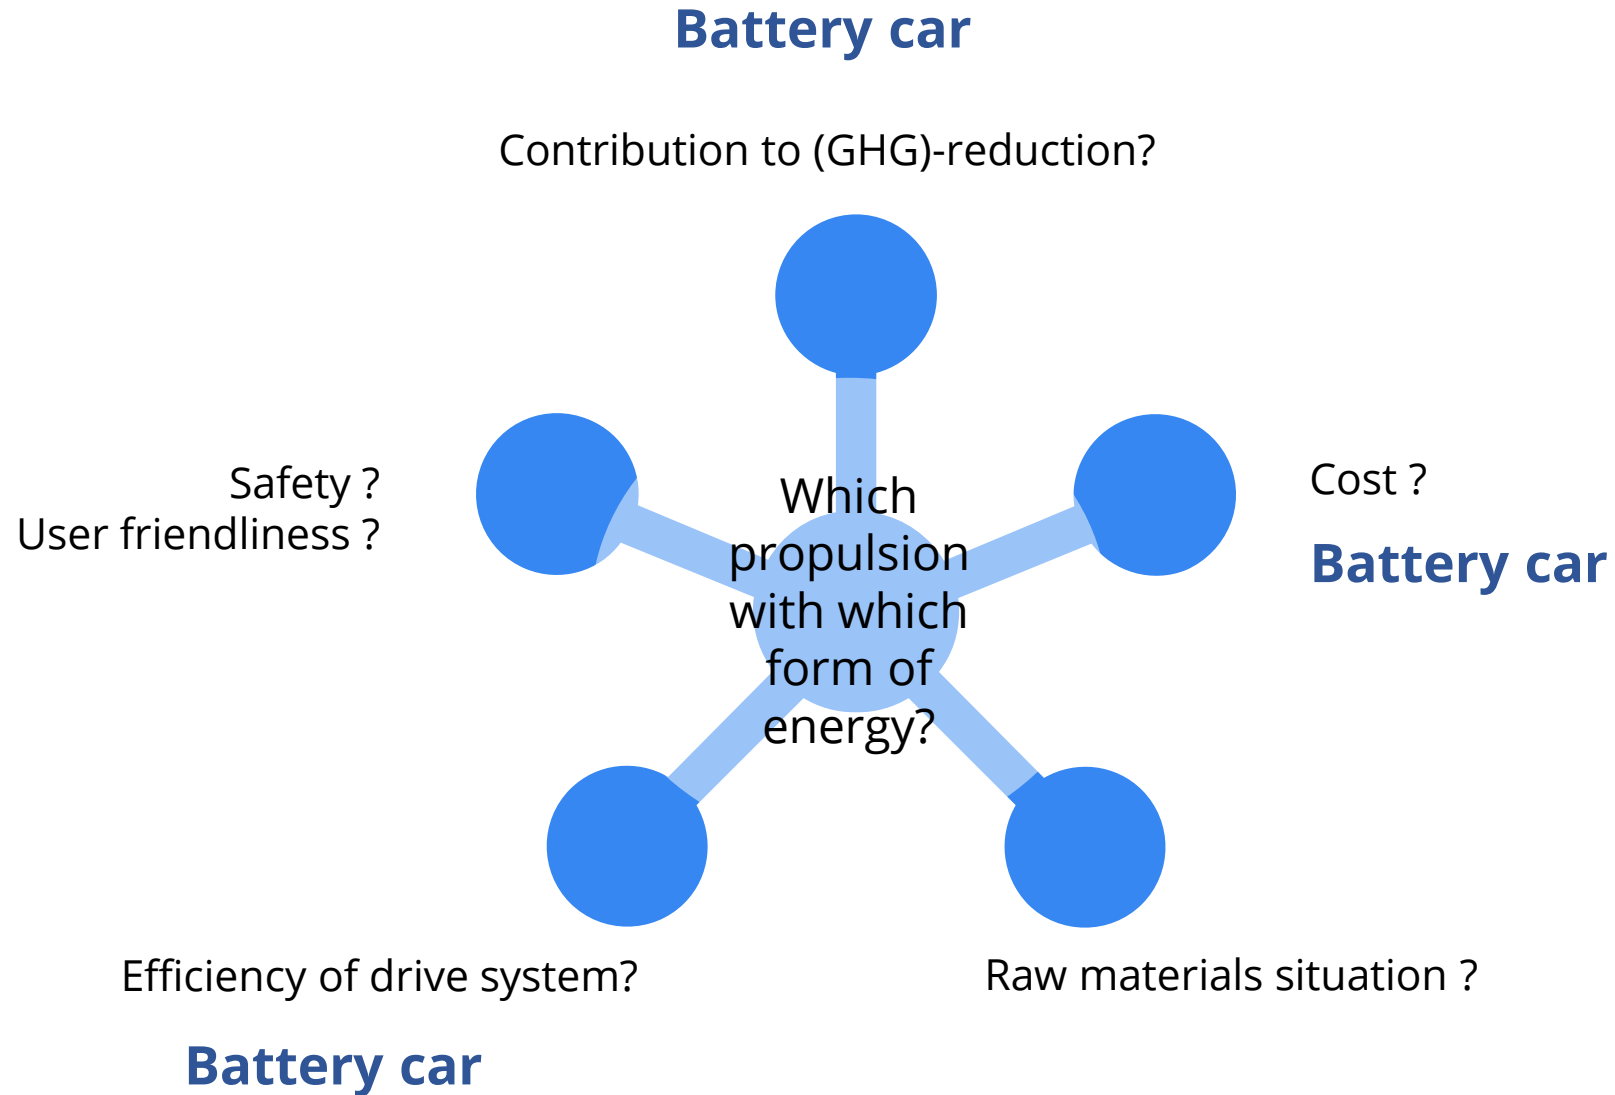 Battery car
Contribution to (GHG)-reduction?
Safety ?
User friendliness ?
Which
propulsion
with which
form of
energy?
Cost ?
Battery car
Efficiency of drive system?
Battery car
Raw materials situation ?